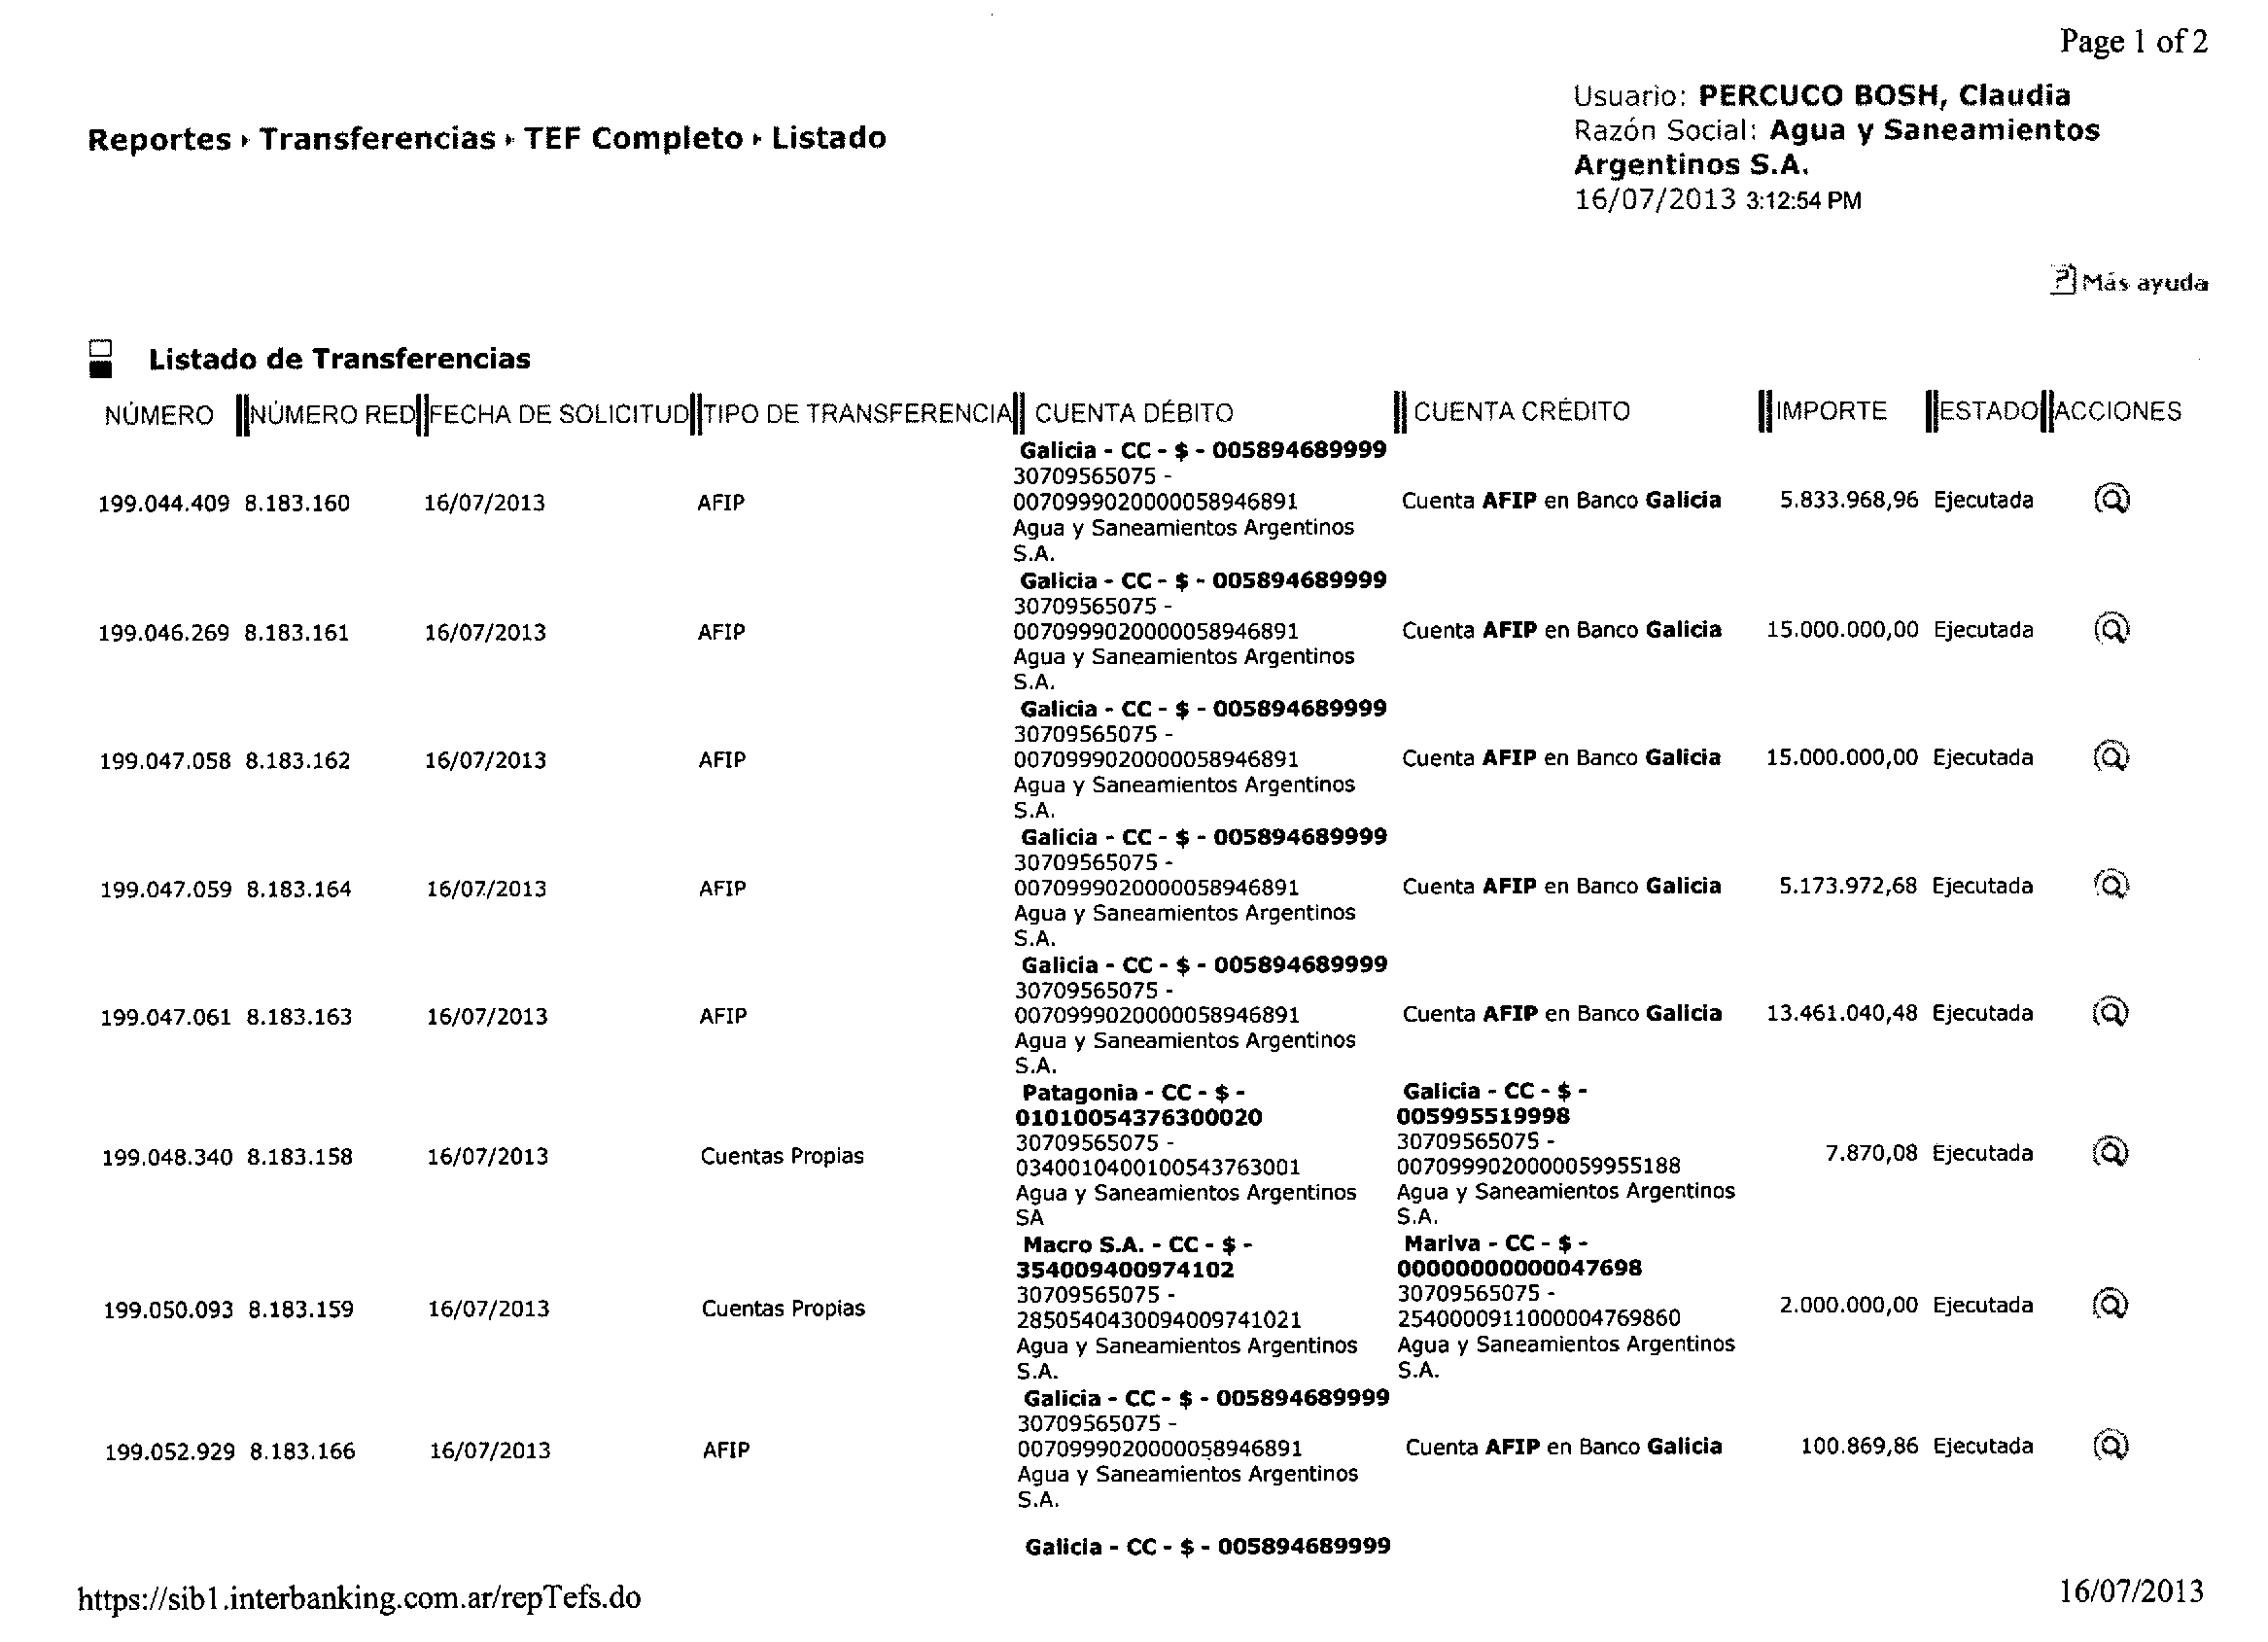 Page 1 of 2
Usuario: PERCUCO BOSH, Claudia
Razón Social: Agua y Saneamientos
Argentinos S.A.
16/07/2013 3:12:54 PM
Reportes ▸ Transferencias ▸ TEF Completo ▸ Listado
Más ayuda
Listado de Transferencias
NÚMERO NÚMERO RED FECHA DE SOLICITUD TIPO DE TRANSFERENCIA CUENTA DÉBITO CUENTA CRÉDITO IMPORTE ESTADO ACCIONES
Galicia - CC - $ - 005894689999
30709565075 -
199.044.409 8.183.160 16/07/2013 AFIP 0070999020000058946891 Cuenta AFIP en Banco Galicia 5.833.968,96 Ejecutada
Agua y Saneamientos Argentinos
S.A.
Galicia - CC - $ - 005894689999
30709565075 -
199.046.269 8.183.161 16/07/2013 AFIP 0070999020000058946891 Cuenta AFIP en Banco Galicia 15.000.000,00 Ejecutada
Agua y Saneamientos Argentinos
S.A.
Galicia - CC - $ - 005894689999
30709565075 -
199.047.058 8.183.162 16/07/2013 AFIP 0070999020000058946891 Cuenta AFIP en Banco Galicia 15.000.000,00 Ejecutada
Agua y Saneamientos Argentinos
S.A.
Galicia - CC - $ - 005894689999
30709565075 -
199.047.059 8.183.164 16/07/2013 AFIP 0070999020000058946891 Cuenta AFIP en Banco Galicia 5.173.972,68 Ejecutada
Agua y Saneamientos Argentinos
S.A.
Galicia - CC - $ - 005894689999
30709565075 -
199.047.061 8.183.163 16/07/2013 AFIP 0070999020000058946891 Cuenta AFIP en Banco Galicia 13.461.040,48 Ejecutada
Agua y Saneamientos Argentinos
S.A.
Patagonia - CC - $ - Galicia - CC - $ -
01010054376300020 005995519998
30709565075 - 30709565075 -
199.048.340 8.183.158 16/07/2013 Cuentas Propias 0340010400100543763001 0070999020000059955188 7.870,08 Ejecutada
Agua y Saneamientos Argentinos Agua y Saneamientos Argentinos
SA S.A.
Macro S.A. - CC - $ - Mariva - CC - $ -
354009400974102 00000000000047698
30709565075 - 30709565075 -
199.050.093 8.183.159 16/07/2013 Cuentas Propias 2850540430094009741021 2540000911000004769860 2.000.000,00 Ejecutada
Agua y Saneamientos Argentinos Agua y Saneamientos Argentinos
S.A. S.A.
Galicia - CC - $ - 005894689999
30709565075 -
199.052.929 8.183.166 16/07/2013 AFIP 0070999020000058946891 Cuenta AFIP en Banco Galicia 100.869,86 Ejecutada
Agua y Saneamientos Argentinos
S.A.
Galicia - CC - $ - 005894689999
https://sib1.interbanking.com.ar/repTefs.do 16/07/2013